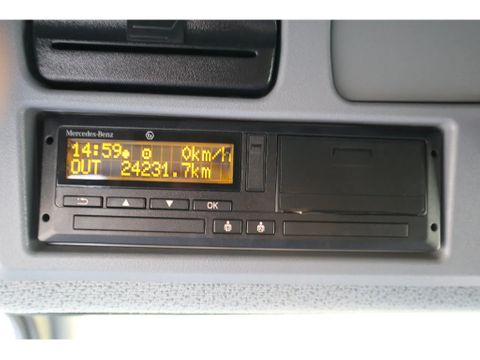 Mercedes-Benz
14:59 0km/h
OUT 24231.7km
OK